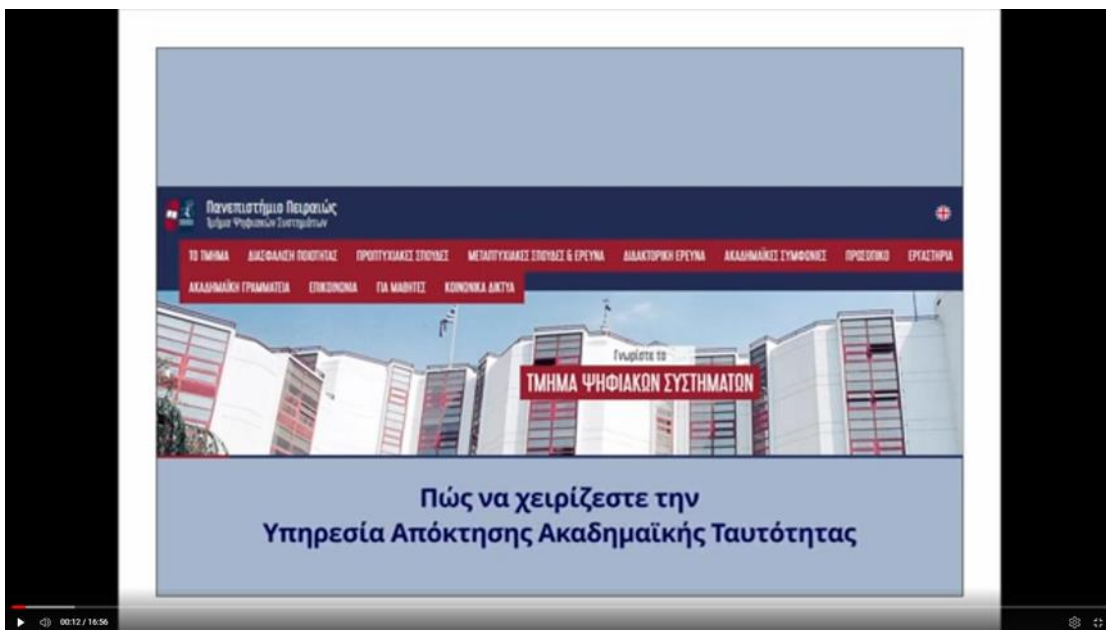 Πανεπιστήμιο Πειραιώς
Τμήμα Ψηφιακών Συστημάτων
ΤΟ ΤΜΗΜΑ ΔΙΑΣΦΑΛΙΣΗ ΠΟΙΟΤΗΤΑΣ ΠΡΟΠΤΥΧΙΑΚΕΣ ΣΠΟΥΔΕΣ ΜΕΤΑΠΤΥΧΙΑΚΕΣ ΣΠΟΥΔΕΣ & ΕΡΕΥΝΑ ΔΙΔΑΚΤΟΡΙΚΗ ΕΡΕΥΝΑ ΑΚΑΔΗΜΑΪΚΕΣ ΣΥΜΦΩΝΙΕΣ ΠΡΟΣΩΠΙΚΟ ΕΡΓΑΣΤΗΡΙΑ
ΑΚΑΔΗΜΑΪΚΗ ΓΡΑΜΜΑΤΕΙΑ ΕΠΙΚΟΙΝΩΝΙΑ ΓΙΑ ΜΑΘΗΤΕΣ ΚΟΙΝΩΝΙΚΑ ΔΙΚΤΥΑ
Γνωρίστε το
ΤΜΗΜΑ ΨΗΦΙΑΚΩΝ ΣΥΣΤΗΜΑΤΩΝ
Πώς να χειρίζεστε την
Υπηρεσία Απόκτησης Ακαδημαϊκής Ταυτότητας
00:12 / 16:56